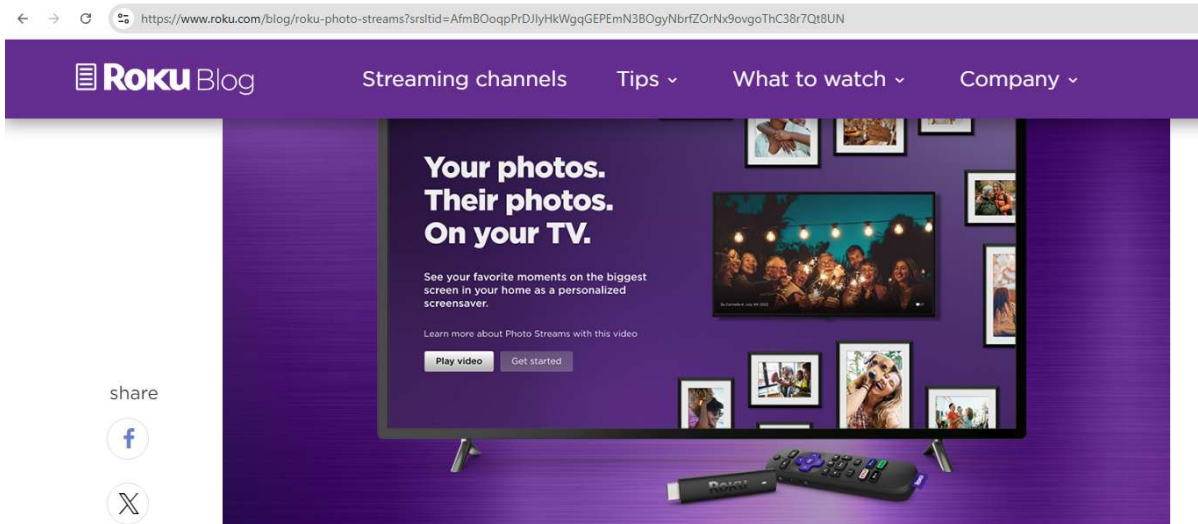 https://www.roku.com/blog/roku-photo-streams?srsltid=AfmBOoqpPrDJIyHkWgqGEPEmN3BOgyNbrfZOrNx9ovgoThC38r7Qt8UN
ROKU Blog
Streaming channels
Tips
What to watch
Company
Your photos.
Their photos.
On your TV.
See your favorite moments on the biggest
screen in your home as a personalized
screensaver.
Learn more about Photo Streams with this video
Play video
Get started
share
ROKU